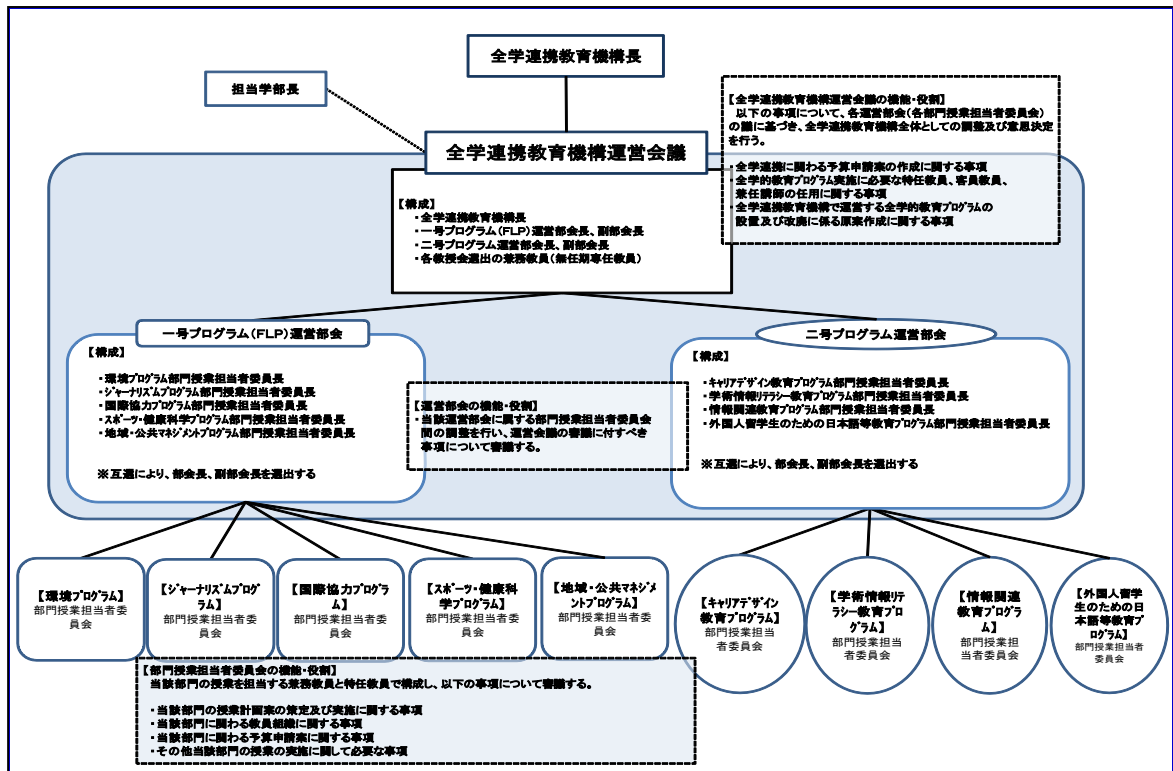 全学連携教育機構長
担当学部長
【全学連携教育機構運営会議の機能・役割】
以下の事項について、各運営部会(各部門授業担当者委員会)
の議に基づき、全学連携教育機構全体としての調整及び意思決定
を行う。
・全学連携に関わる予算申請案の作成に関する事項
・全学的教育プログラム実施に必要な特任教員、客員教員、
兼任講師の任用に関する事項
・全学連携教育機構で運営する全学的教育プログラムの
設置及び改廃に係る原案作成に関する事項
全学連携教育機構運営会議
【構成】
・全学連携教育機構長
・一号プログラム(FLP)運営部会長、副部会長
・二号プログラム運営部会長、副部会長
・各教授会選出の兼務教員(無任期専任教員)
一号プログラム(FLP)運営部会
【構成】
・環境プログラム部門授業担当者委員長
・ジャーナリズムプログラム部門授業担当者委員長
・国際協力プログラム部門授業担当者委員長
・スポーツ・健康科学プログラム部門授業担当者委員長
・地域・公共マネジメントプログラム部門授業担当者委員長
※互選により、部会長、副部会長を選出する
【運営部会の機能・役割】
・当該運営部会に関する部門授業担当者委員会
間の調整を行い、運営会議の審議に付すべき
事項について審議する。
二号プログラム運営部会
【構成】
・キャリアデザイン教育プログラム部門授業担当者委員長
・学術情報リテラシー教育プログラム部門授業担当者委員長
・情報関連教育プログラム部門授業担当者委員長
・外国人留学生のための日本語等教育プログラム部門授業担当者委員長
※互選により、部会長、副部会長を選出する
【環境プログラム】
部門授業担当者委
員会
【ジャーナリズムプログ
ラム】
部門授業担当者委
員会
【国際協力プログラ
ム】
部門授業担当者委
員会
【スポーツ・健康科
学プログラム】
部門授業担当者委
員会
【地域・公共マネジメ
ントプログラム】
部門授業担当者委
員会
【キャリアデザイン
教育プログラム】
部門授業担当
者委員会
【学術情報リテ
ラシー教育プロ
グラム】
部門授業担当
者委員会
【情報関連
教育プログラ
ム】
部門授業担
当者委員会
【外国人留学
生のための日
本語等教育プ
ログラム】
部門授業担当者
委員会
【部門授業担当者委員会の機能・役割】
当該部門の授業を担当する兼務教員と特任教員で構成し、以下の事項について審議する。
・当該部門の授業計画案の策定及び実施に関する事項
・当該部門に関わる教員組織に関する事項
・当該部門に関わる予算申請案に関する事項
・その他当該部門の授業の実施に関して必要な事項